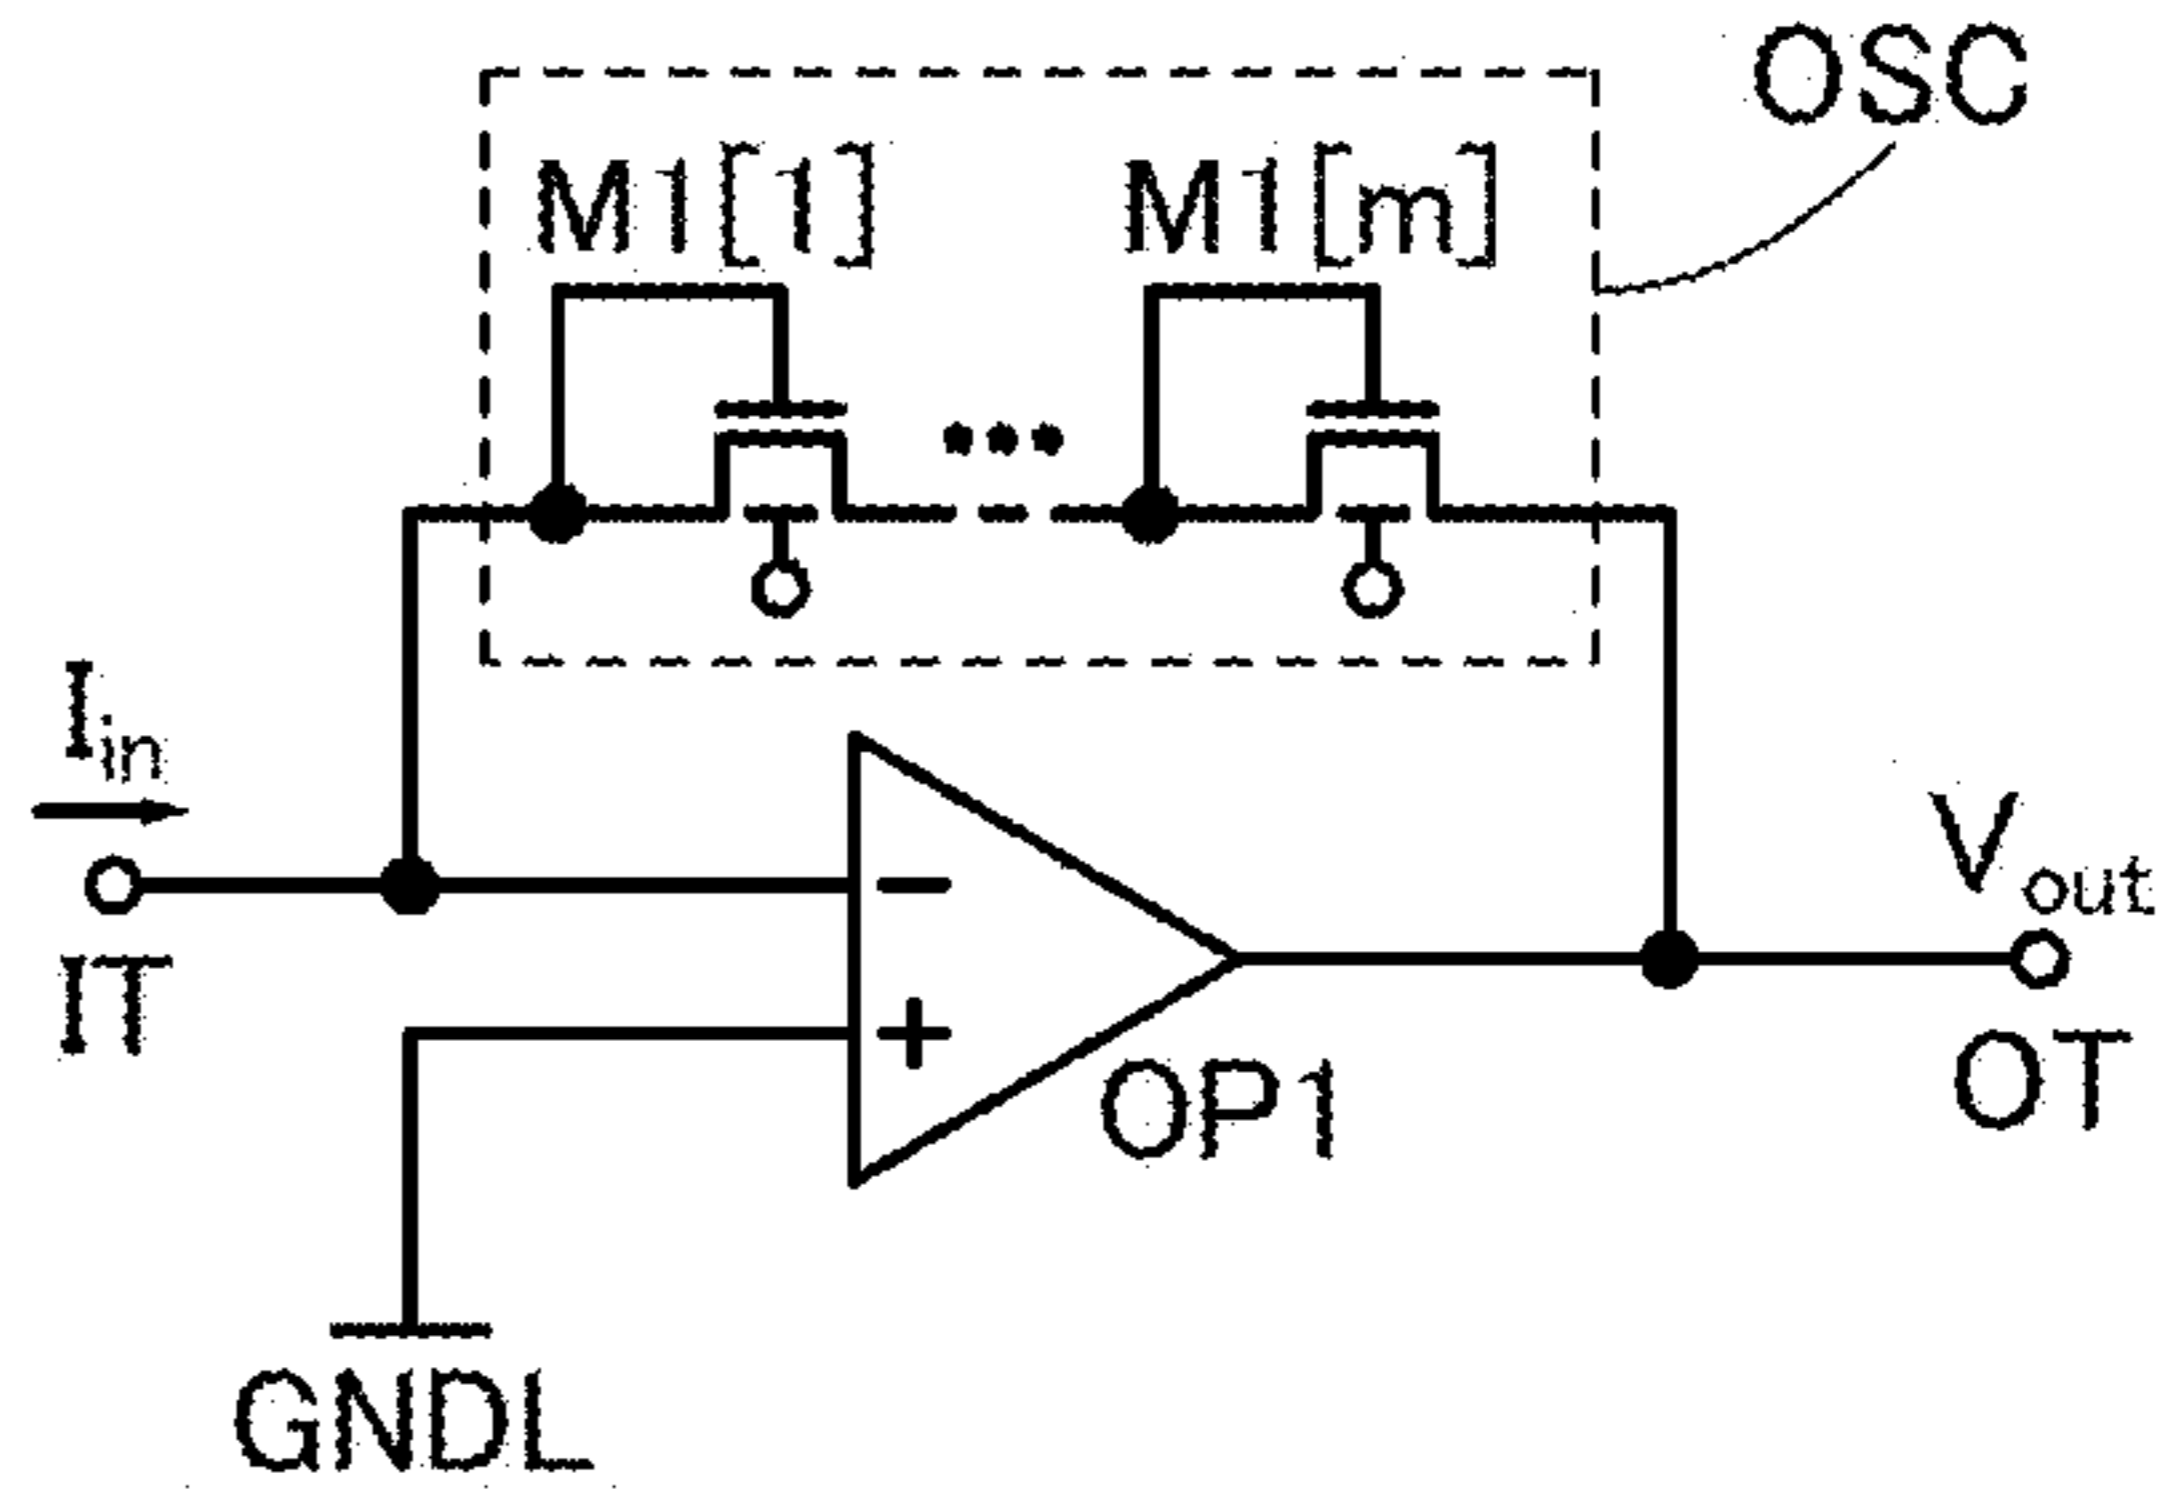 OSC
M1[1] M1[m]
Iin
Vout
IT
OT
OP1
GNDL